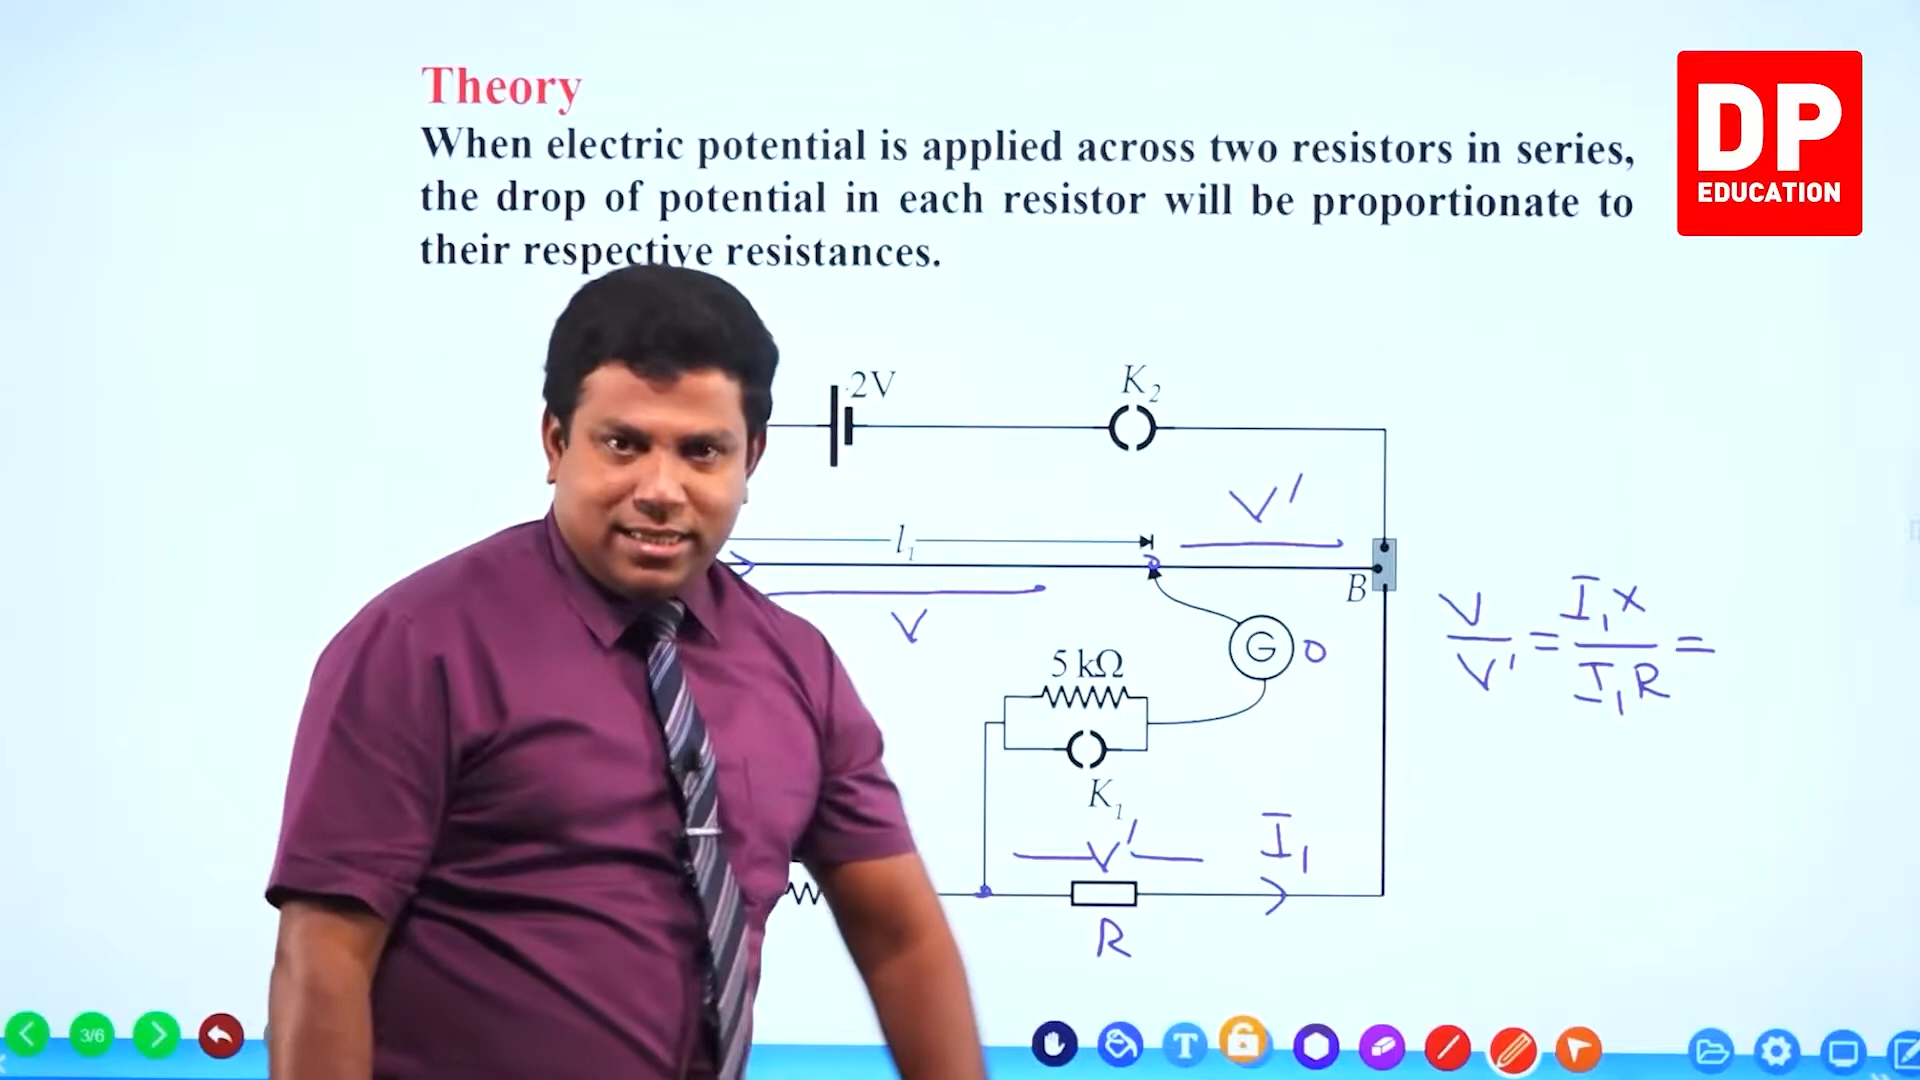 Theory
When electric potential is applied across two resistors in series,
the drop of potential in each resistor will be proportionate to
their respective resistances.
DP
EDUCATION
2V
K₂
V'
l₁
B
V
V/V' = I₁X/I₁R =
G
0
5 kΩ
K₁
V'
I₁
R
3/6
T